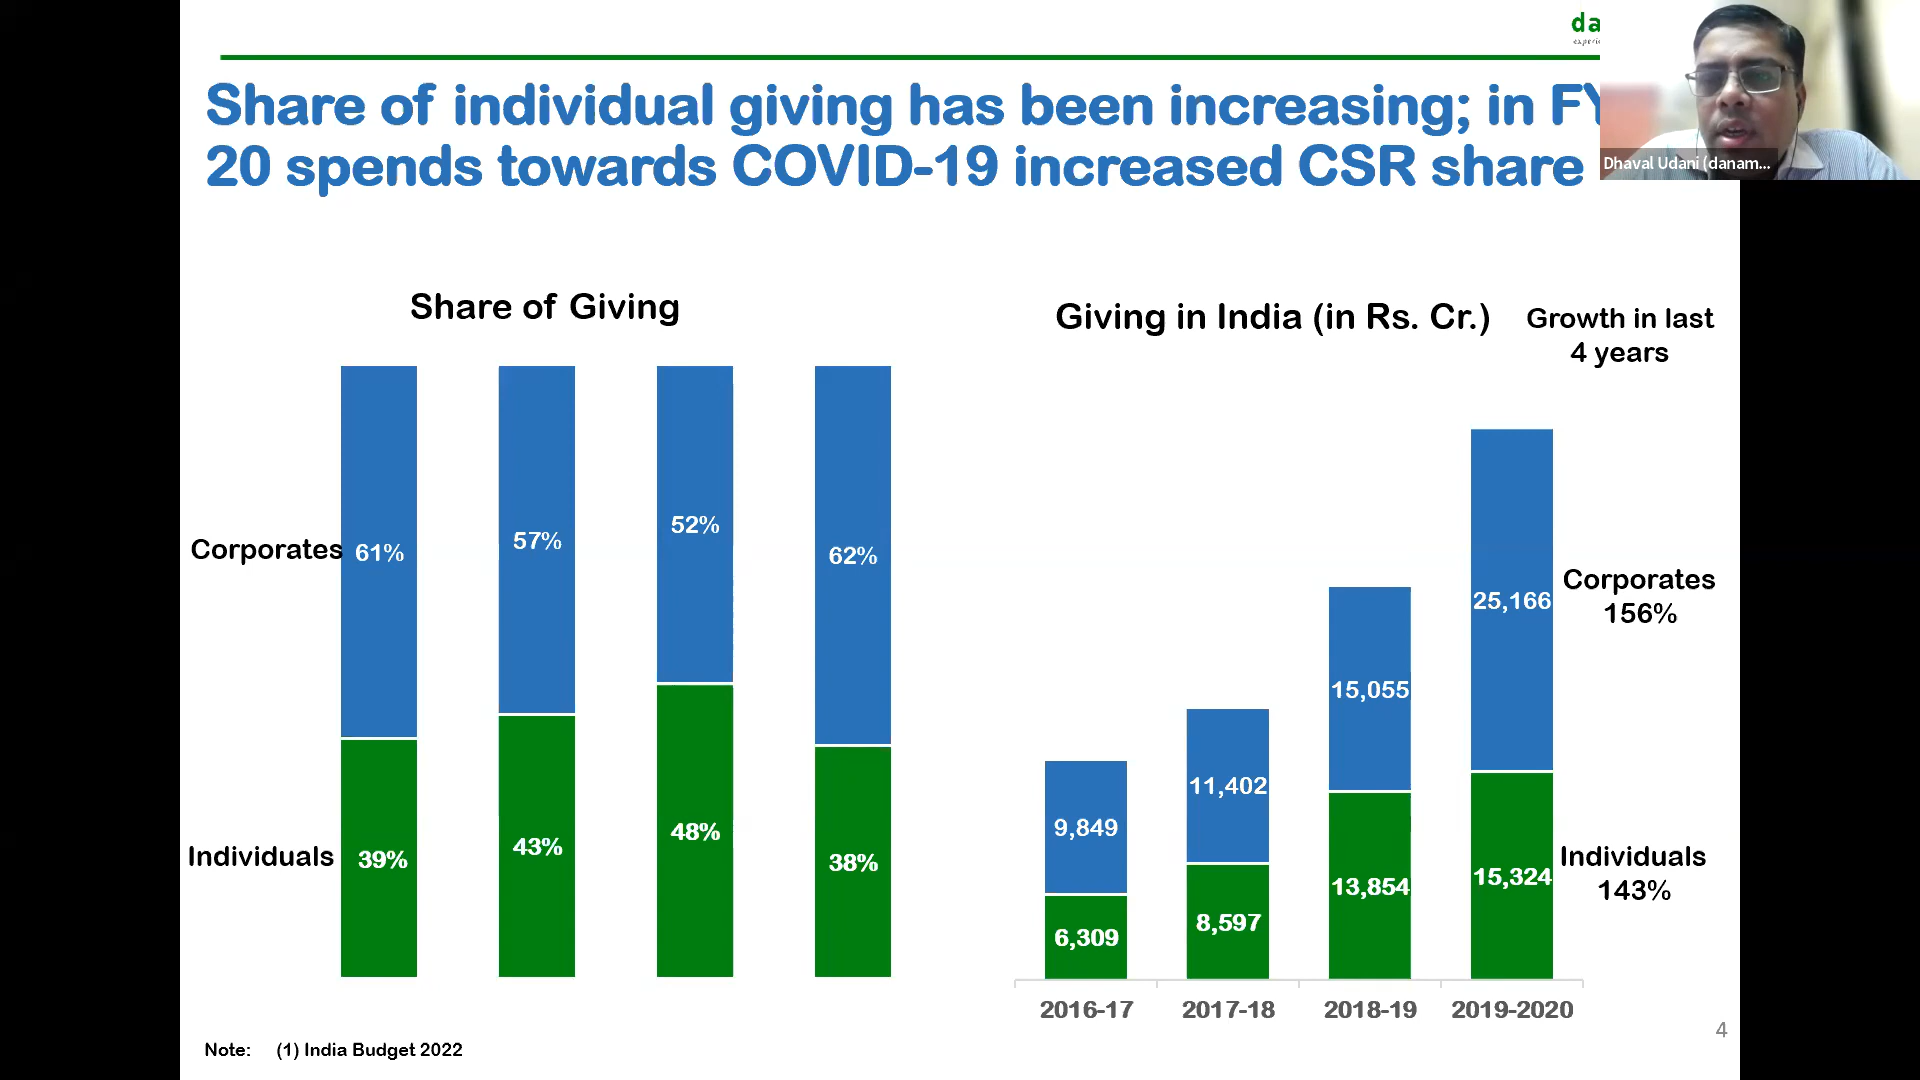 da
Share of individual giving has been increasing; in FY
20 spends towards COVID-19 increased CSR share
Dhaval Udani (danam...
Share of Giving
Corporates
61%
57%
52%
62%
Individuals
39%
43%
48%
38%
Giving in India (in Rs. Cr.)
Growth in last
4 years
9,849
11,402
15,055
25,166
Corporates
156%
6,309
8,597
13,854
15,324
Individuals
143%
2016-17
2017-18
2018-19
2019-2020
Note: (1) India Budget 2022
4